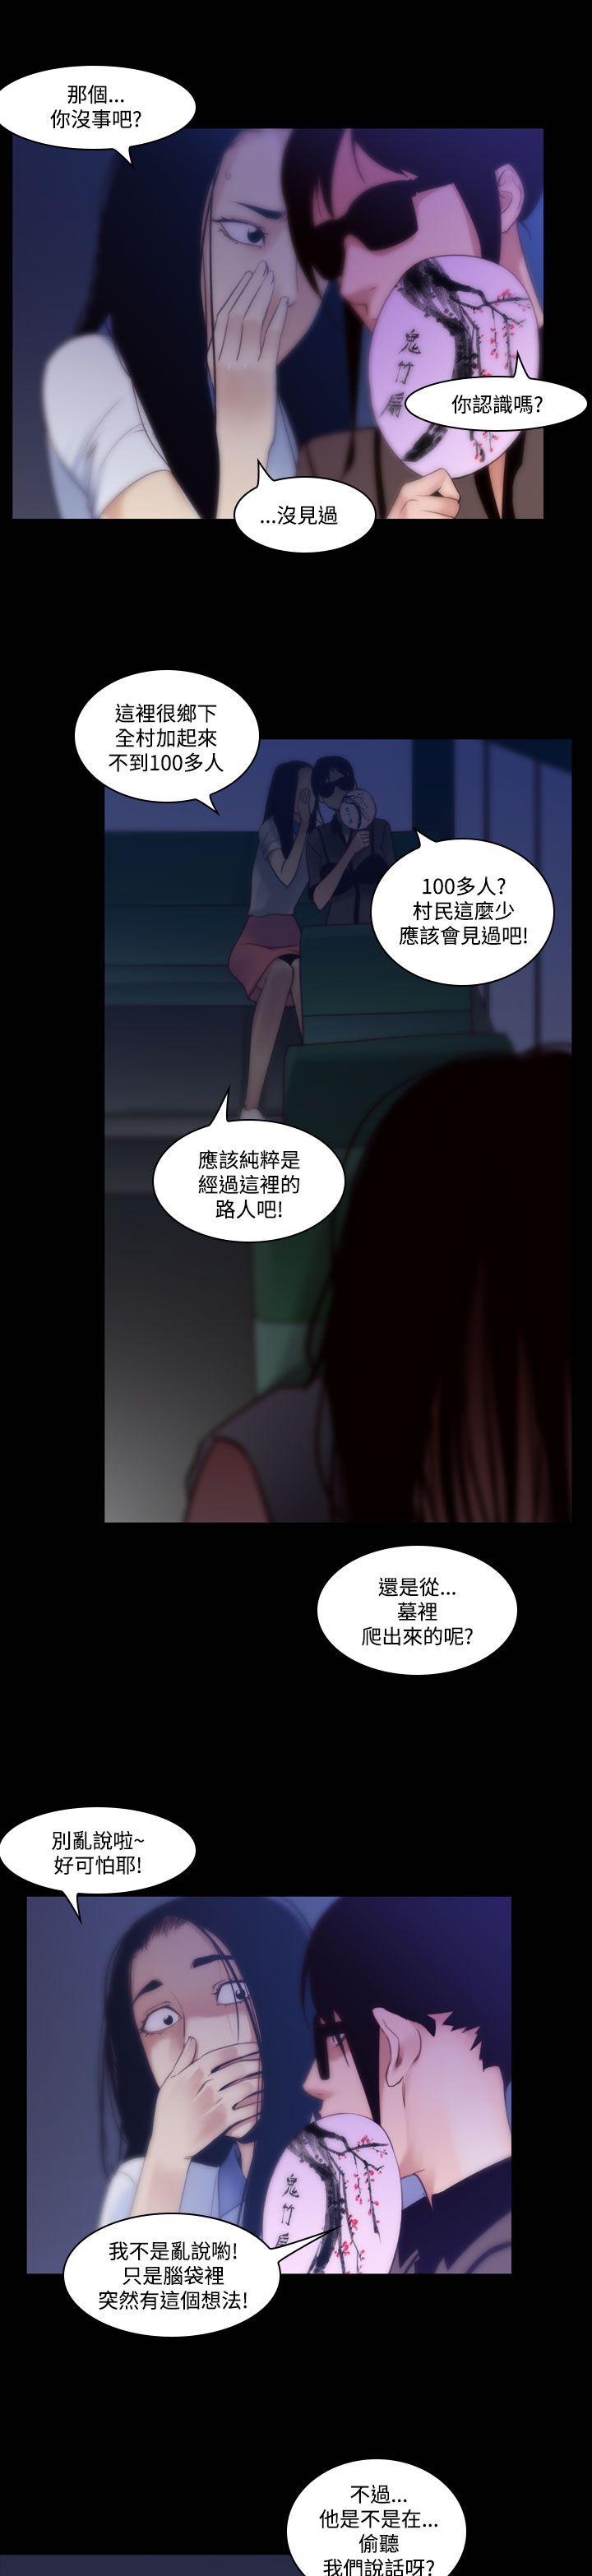 那個...
你沒事吧?
鬼竹扇
你認識嗎?
...沒見過
這裡很鄉下
全村加起來
不到100多人
100多人?
村民這麼少
應該會見過吧!
應該純粹是
經過這裡的
路人吧!
還是從...
墓裡
爬出來的呢?
別亂說啦~
好可怕耶!
鬼竹扇
我不是亂說喲!
只是腦袋裡
突然有這個想法!
不過...
他是不是在...
偷聽
我們說話呀?